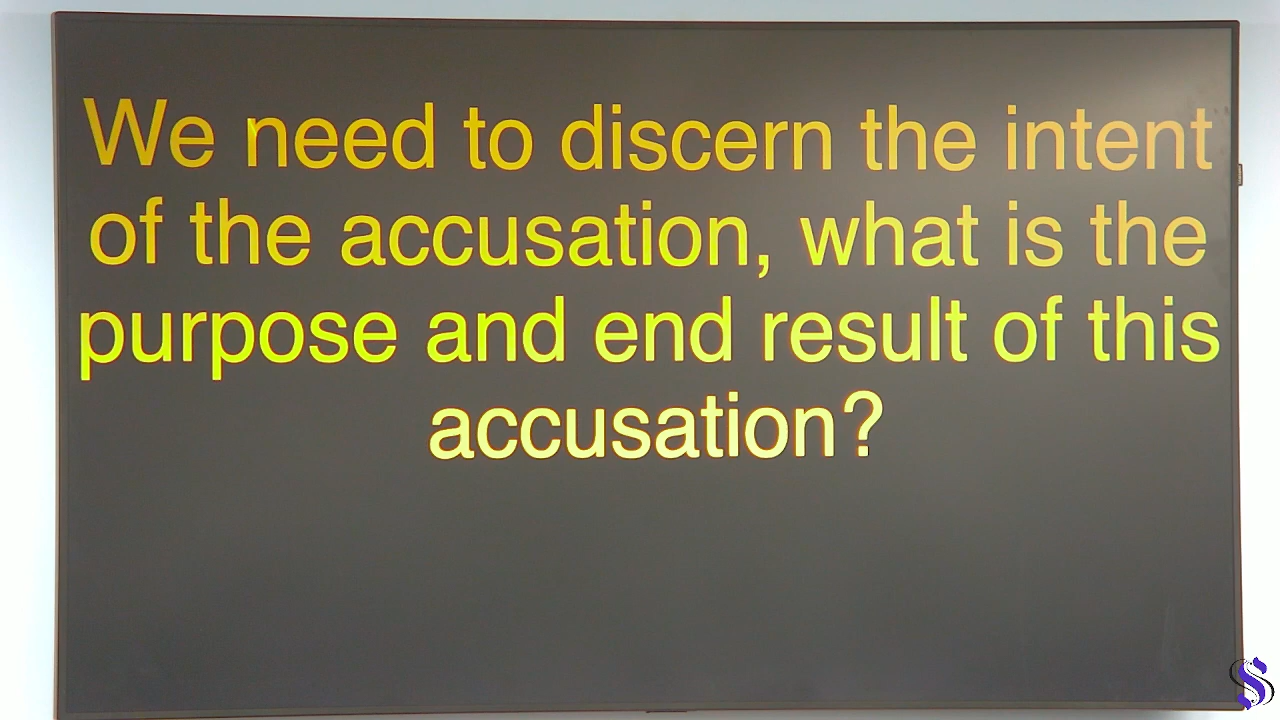 We need to discern the intent
of the accusation, what is the
purpose and end result of this
accusation?